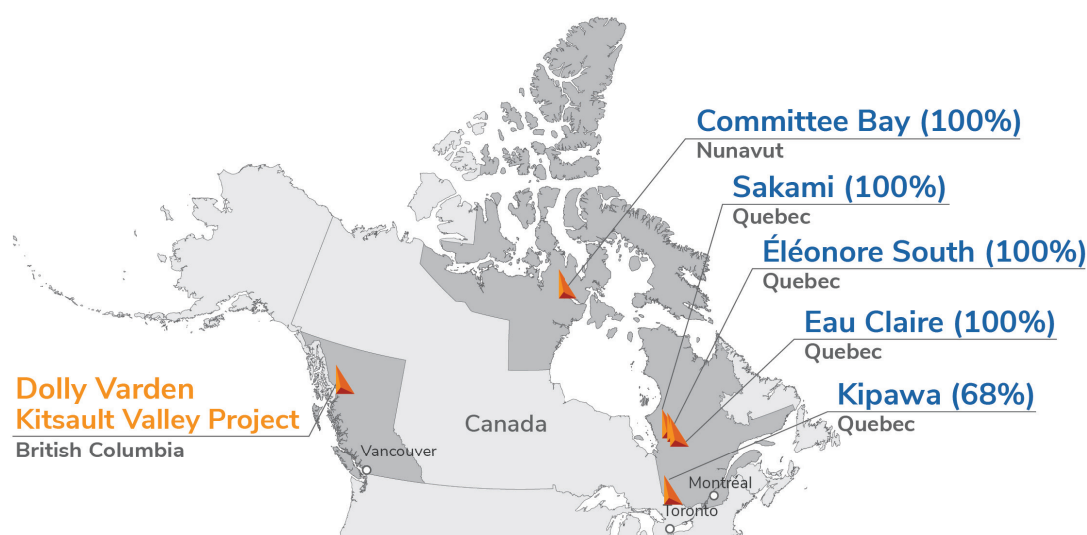 Committee Bay (100%)
Nunavut
Sakami (100%)
Quebec
Éléonore South (100%)
Quebec
Eau Claire (100%)
Quebec
Kipawa (68%)
Quebec
Dolly Varden
Kitsault Valley Project
British Columbia
Canada
Vancouver
Montréal
Toronto